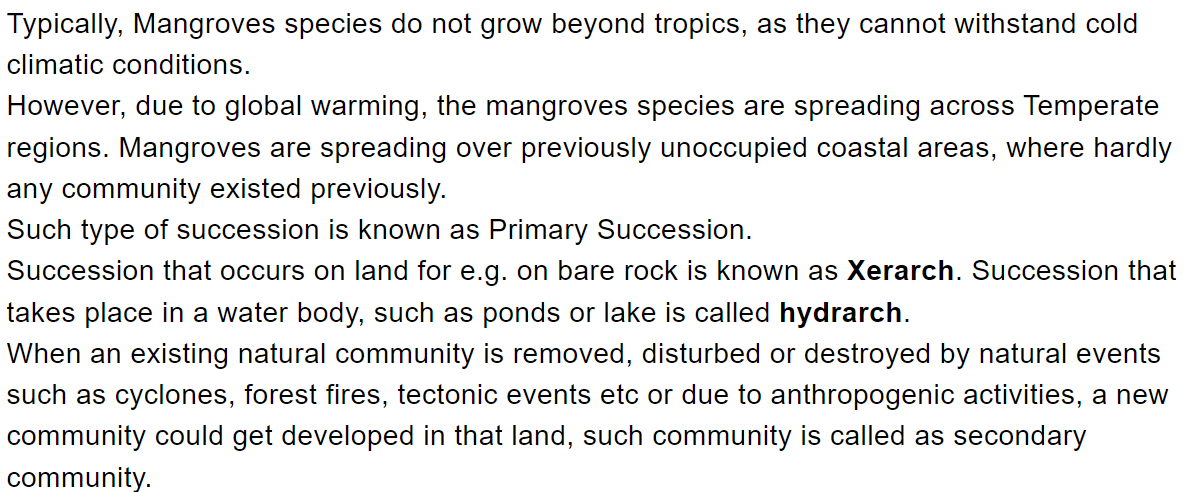 Typically, Mangroves species do not grow beyond tropics, as they cannot withstand cold
climatic conditions.
However, due to global warming, the mangroves species are spreading across Temperate
regions. Mangroves are spreading over previously unoccupied coastal areas, where hardly
any community existed previously.
Such type of succession is known as Primary Succession.
Succession that occurs on land for e.g. on bare rock is known as Xerarch. Succession that
takes place in a water body, such as ponds or lake is called hydrarch.
When an existing natural community is removed, disturbed or destroyed by natural events
such as cyclones, forest fires, tectonic events etc or due to anthropogenic activities, a new
community could get developed in that land, such community is called as secondary
community.